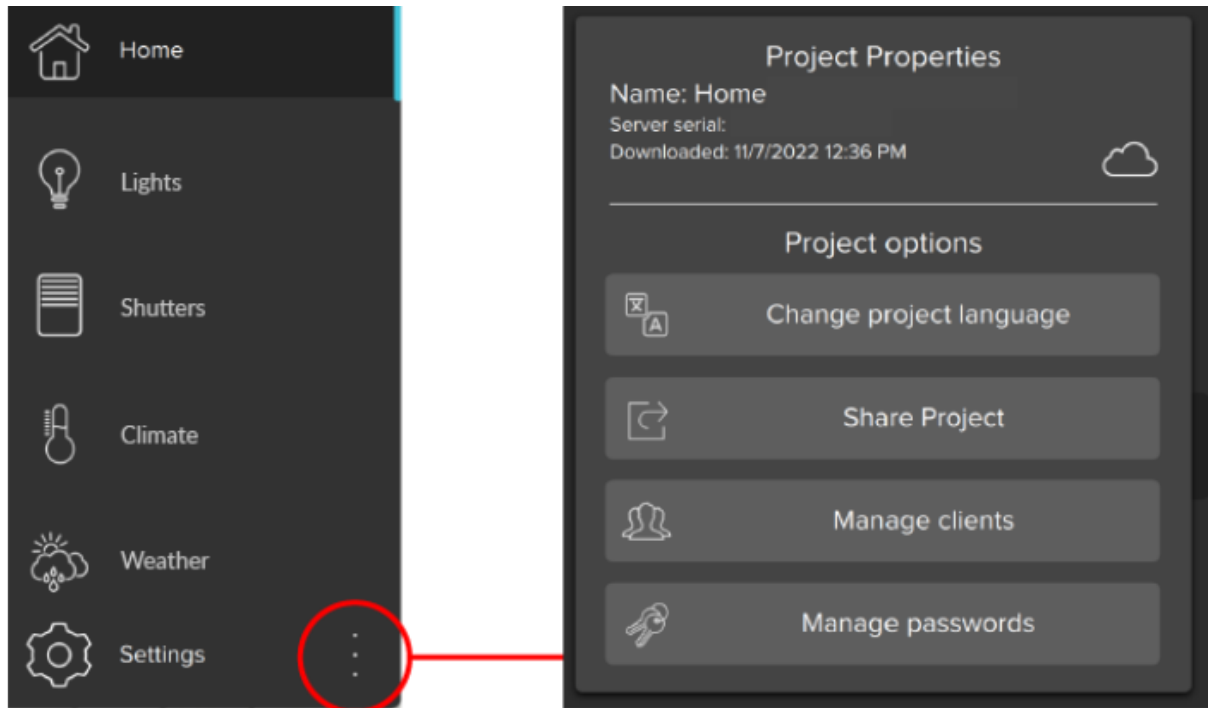 Home
Lights
Shutters
Climate
Weather
Settings
Project Properties
Name: Home
Server serial:
Downloaded: 11/7/2022 12:36 PM
Project options
Change project language
Share Project
Manage clients
Manage passwords